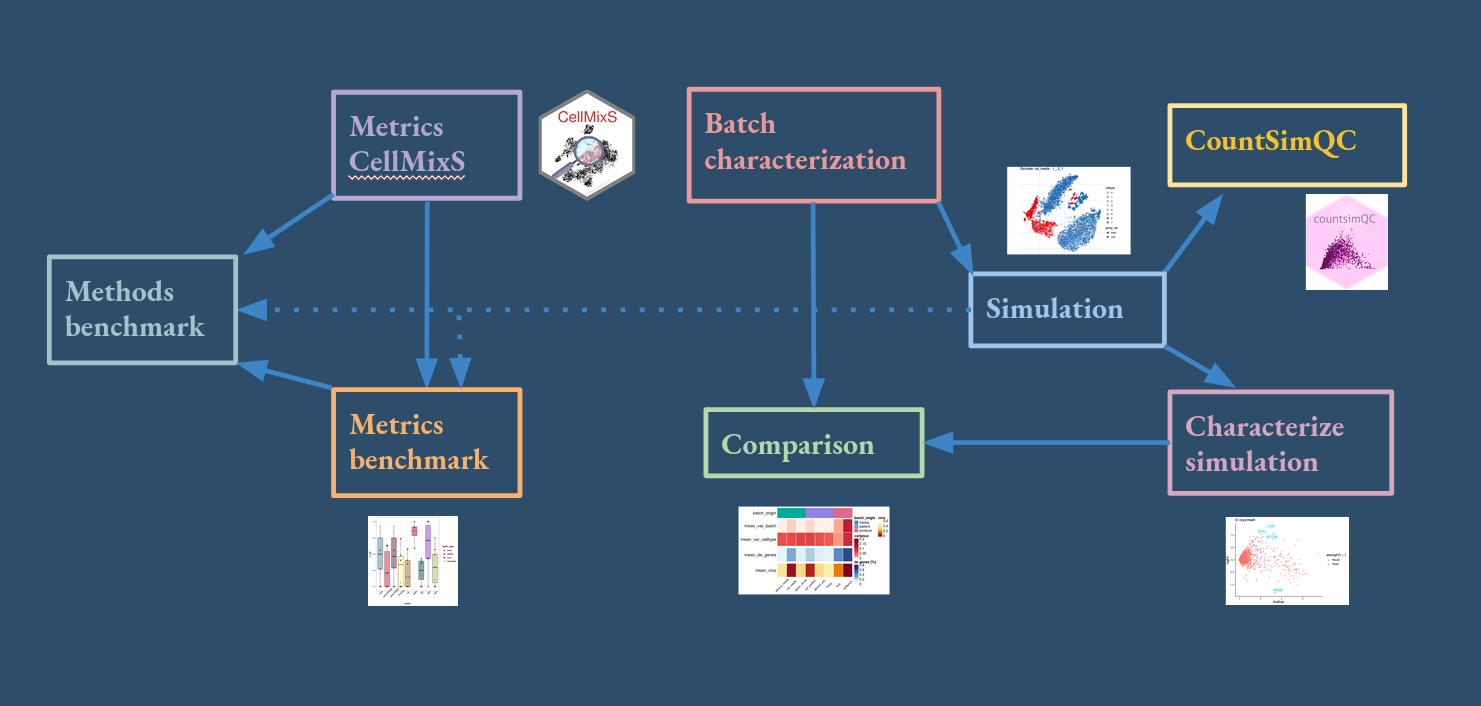 Metrics
CellMixS
CellMixS
Batch
characterization
CountSimQC
countsimQC
Methods
benchmark
Simulation
Metrics
benchmark
Comparison
Characterize
simulation
batch_origin
mean_var_batch
mean_var_celltype
mean_de_genes
mean_cms